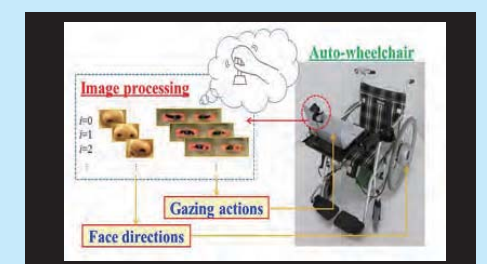 Auto-wheelchair
Image processing
i=0
i=1
i=2
Gazing actions
Face directions